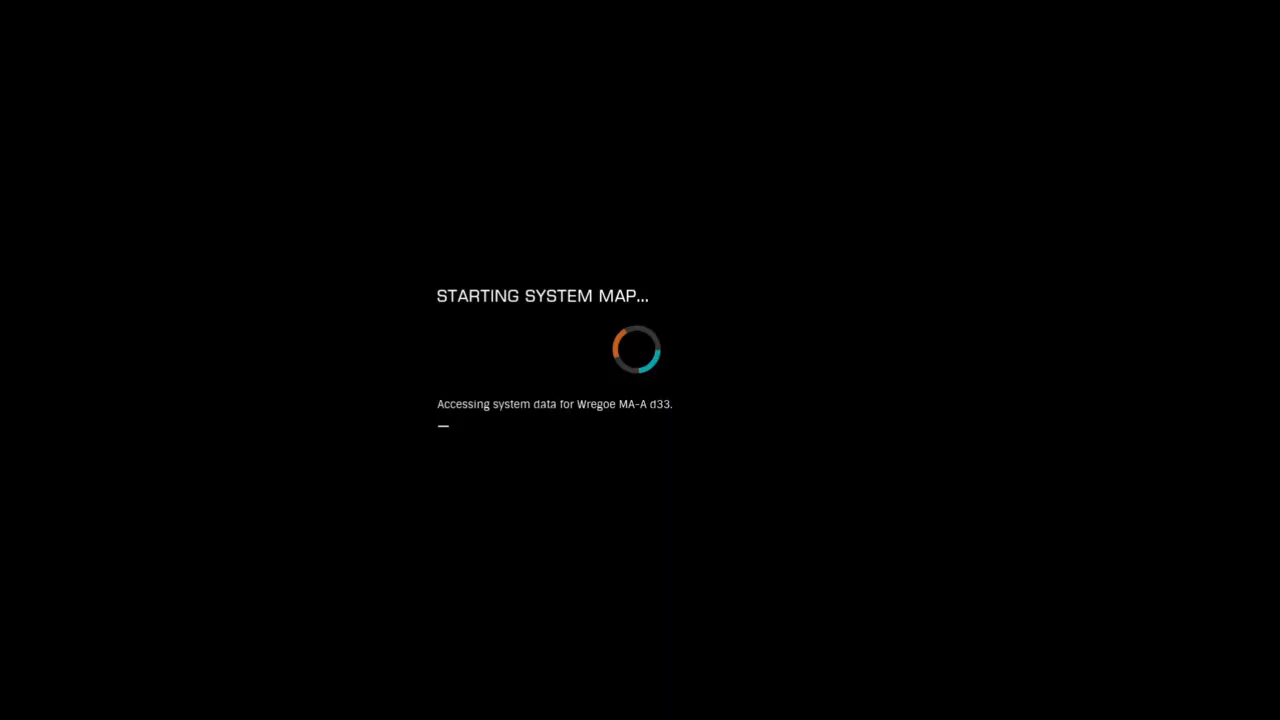 STARTING SYSTEM MAP...
Accessing system data for Wregoe MA-A d33.